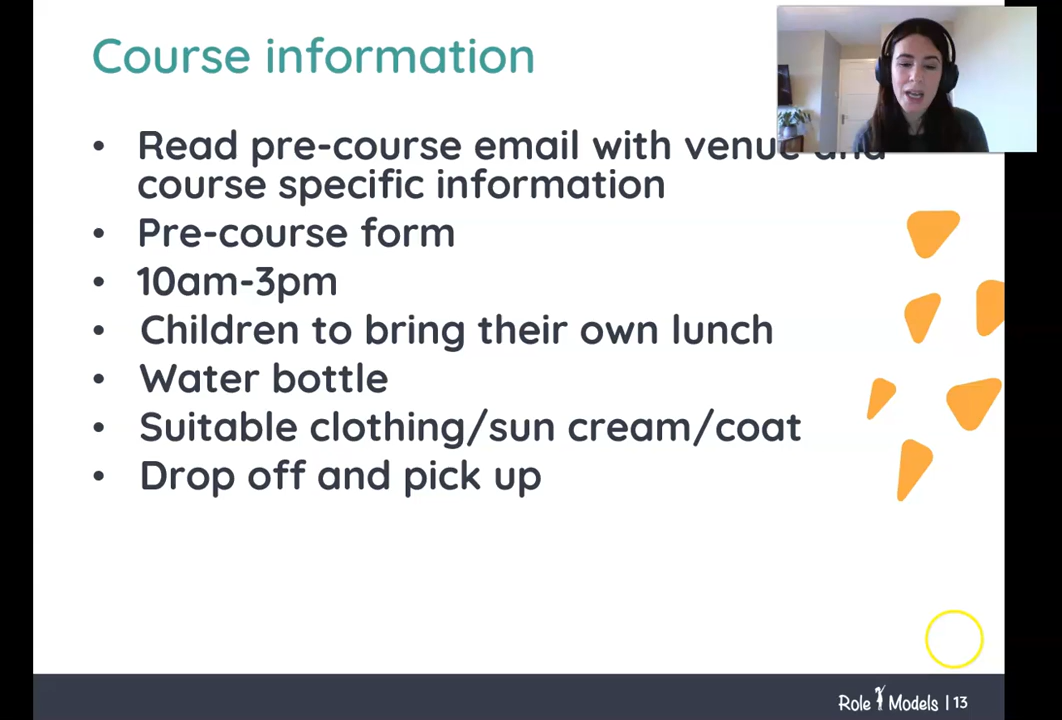 Course information
• Read pre-course email with venue and
course specific information
• Pre-course form
• 10am-3pm
• Children to bring their own lunch
• Water bottle
• Suitable clothing/sun cream/coat
• Drop off and pick up
Role Models | 13